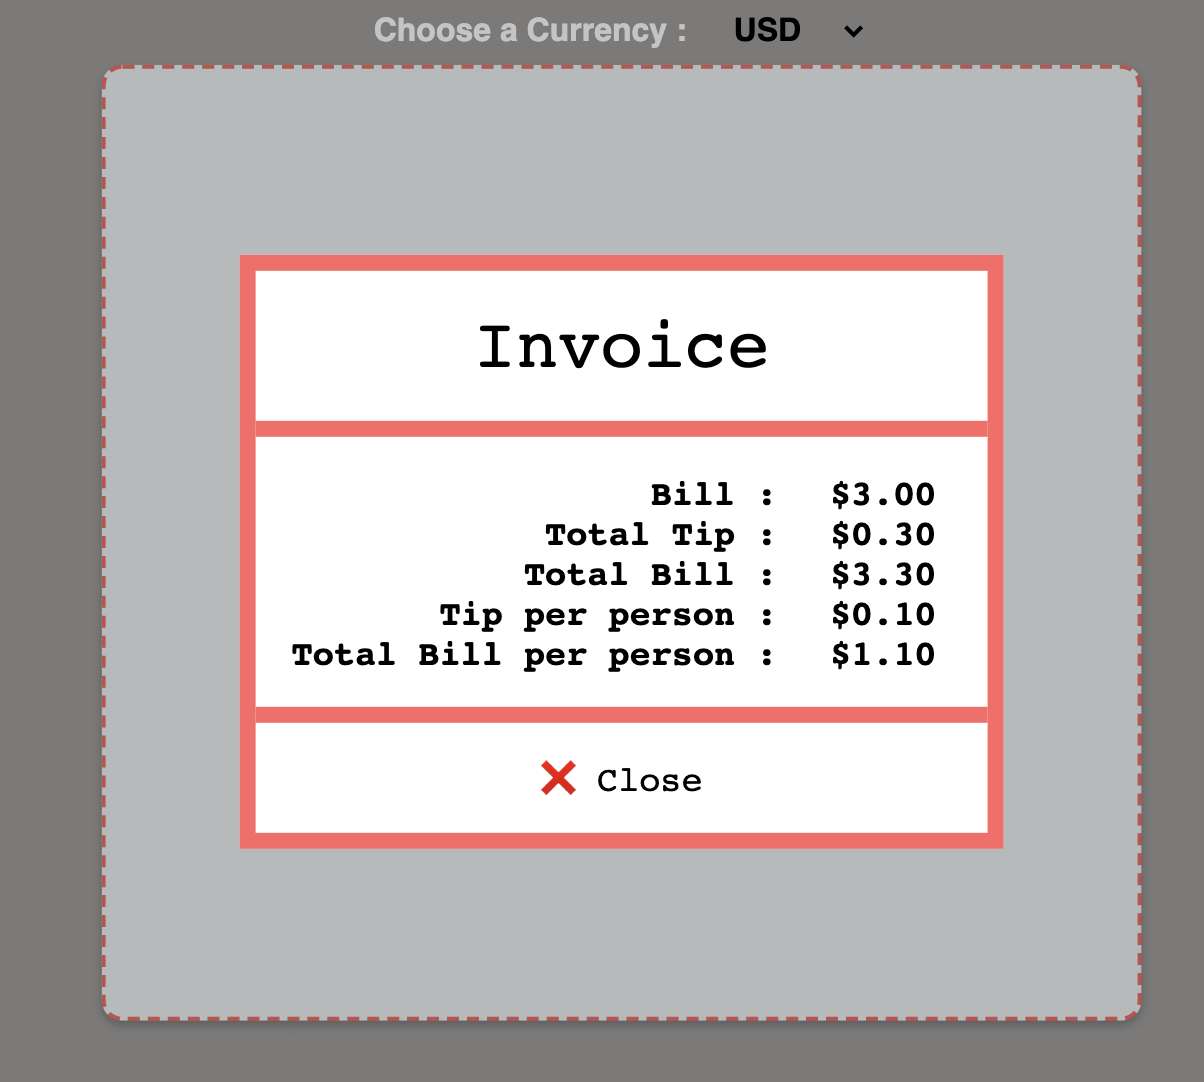 Choose a Currency : USD
Invoice
Bill : $3.00
Total Tip : $0.30
Total Bill : $3.30
Tip per person : $0.10
Total Bill per person : $1.10
❌ Close